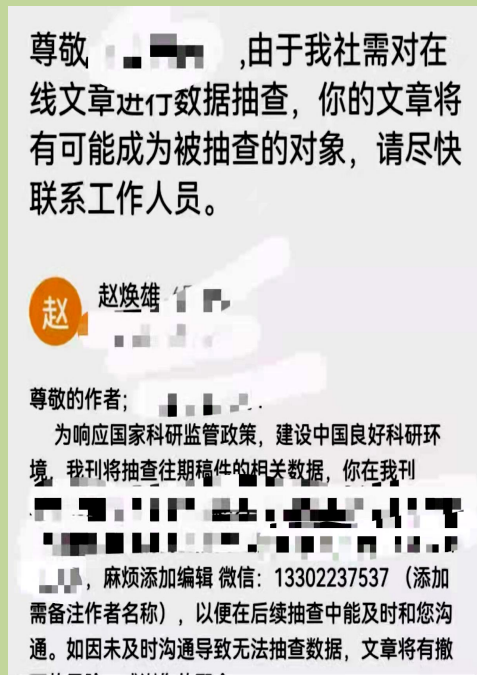 尊敬
,由于我社需对在
线文章进行数据抽查，你的文章将
有可能成为被抽查的对象，请尽快
联系工作人员。
赵
赵焕雄
尊敬的作者；
为响应国家科研监管政策，建设中国良好科研环
境，我刊将抽查往期稿件的相关数据，你在我刊
，麻烦添加编辑 微信：13302237537 （添加
需备注作者名称），以便在后续抽查中能及时和您沟
通。如因未及时沟通导致无法抽查数据，文章将有撤